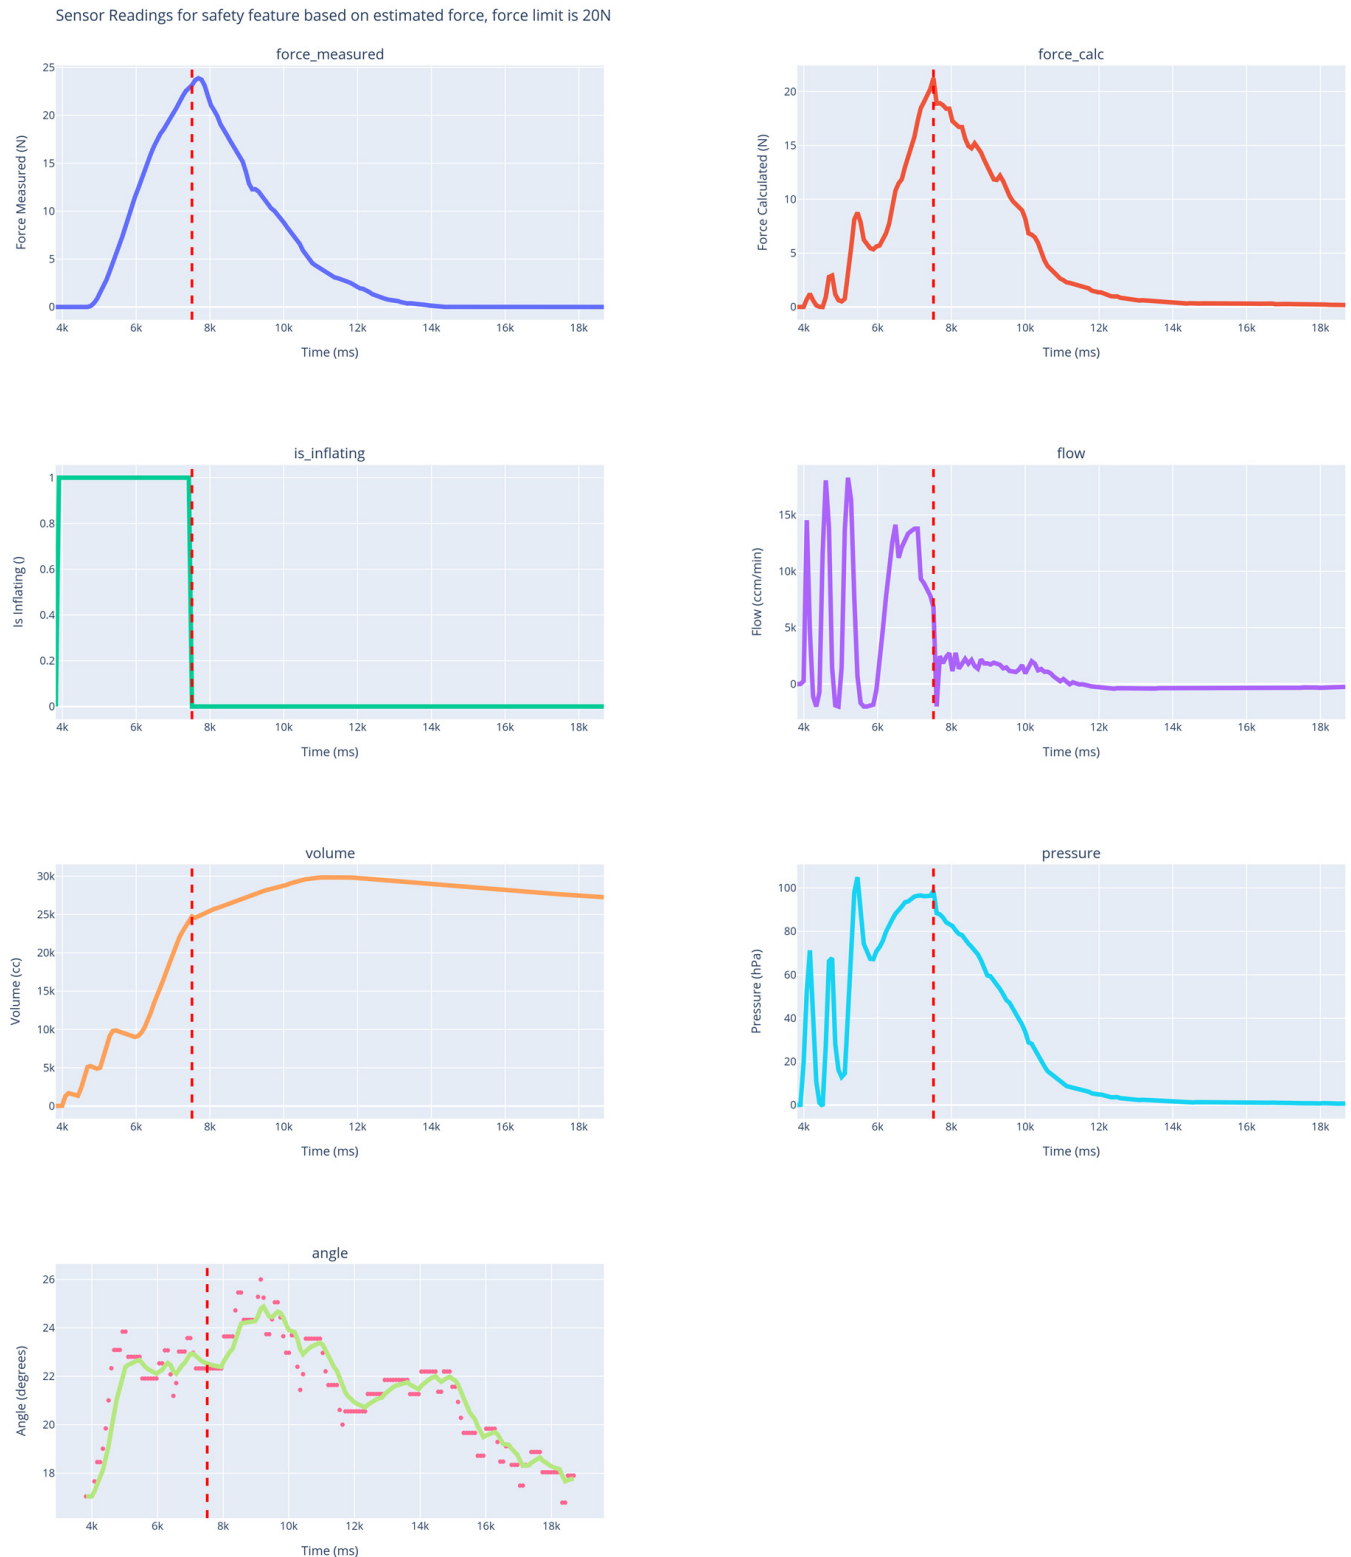 Sensor Readings for safety feature based on estimated force, force limit is 20N
force_measured
25
20
15
10
5
0
Force Measured (N)
4k 6k 8k 10k 12k 14k 16k 18k
Time (ms)
force_calc
20
15
10
5
0
Force Calculated (N)
4k 6k 8k 10k 12k 14k 16k 18k
Time (ms)
is_inflating
1
0.8
0.6
0.4
0.2
0
Is Inflating ()
4k 6k 8k 10k 12k 14k 16k 18k
Time (ms)
flow
15k
10k
5k
0
Flow (ccm/min)
4k 6k 8k 10k 12k 14k 16k 18k
Time (ms)
volume
30k
25k
20k
15k
10k
5k
0
Volume (cc)
4k 6k 8k 10k 12k 14k 16k 18k
Time (ms)
pressure
100
80
60
40
20
0
Pressure (hPa)
4k 6k 8k 10k 12k 14k 16k 18k
Time (ms)
angle
26
24
22
20
18
Angle (degrees)
4k 6k 8k 10k 12k 14k 16k 18k
Time (ms)